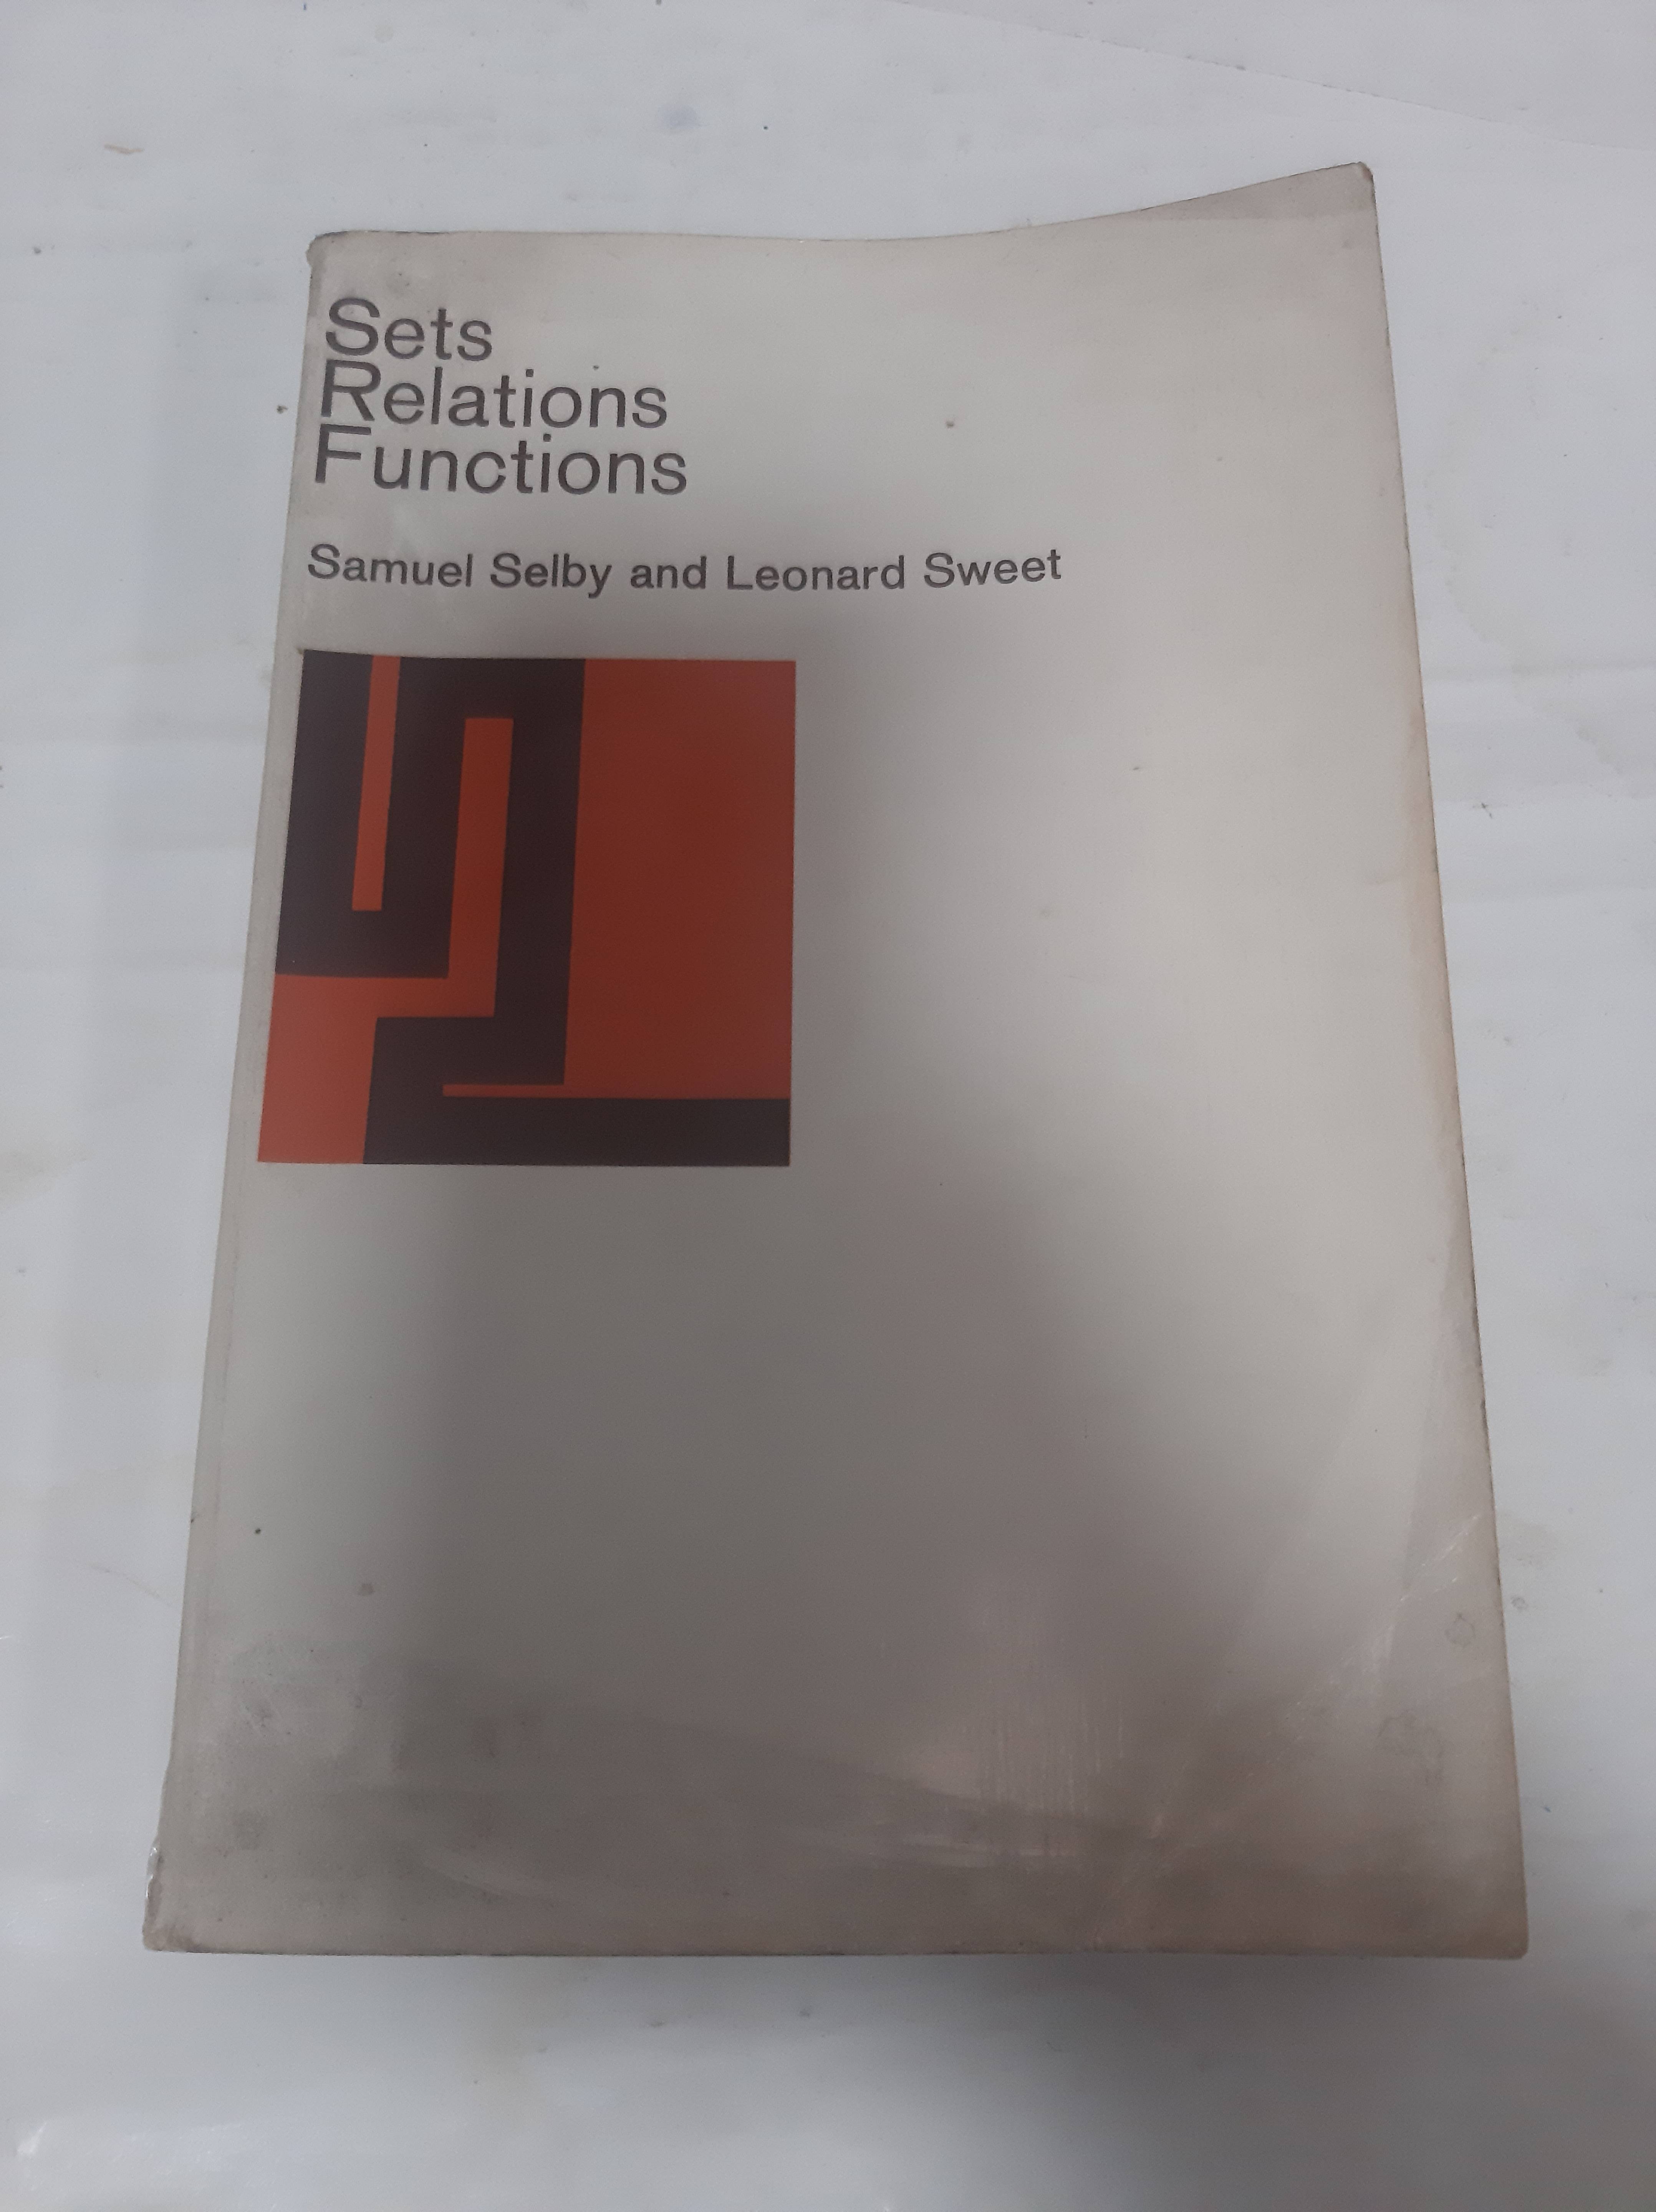 Sets
Relations
Functions
Samuel Selby and Leonard Sweet